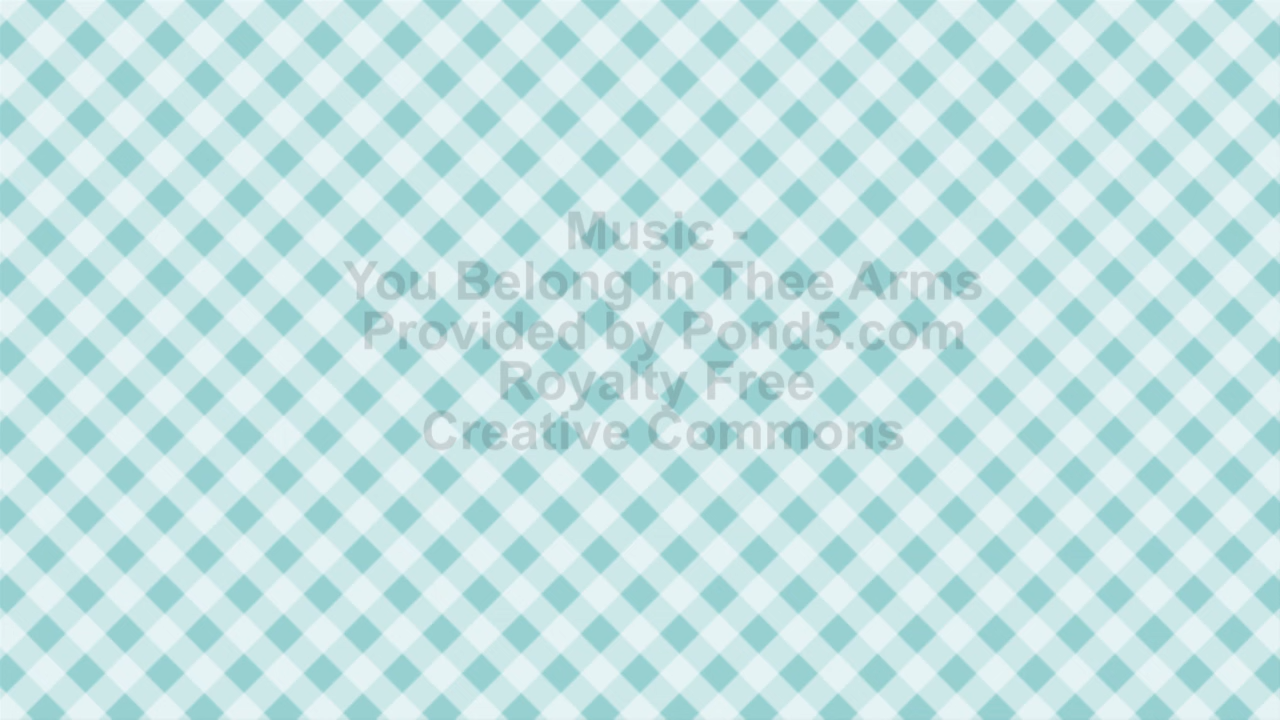 Music -
You Belong in Thee Arms
Provided by Pond5.com
Royalty Free
Creative Commons